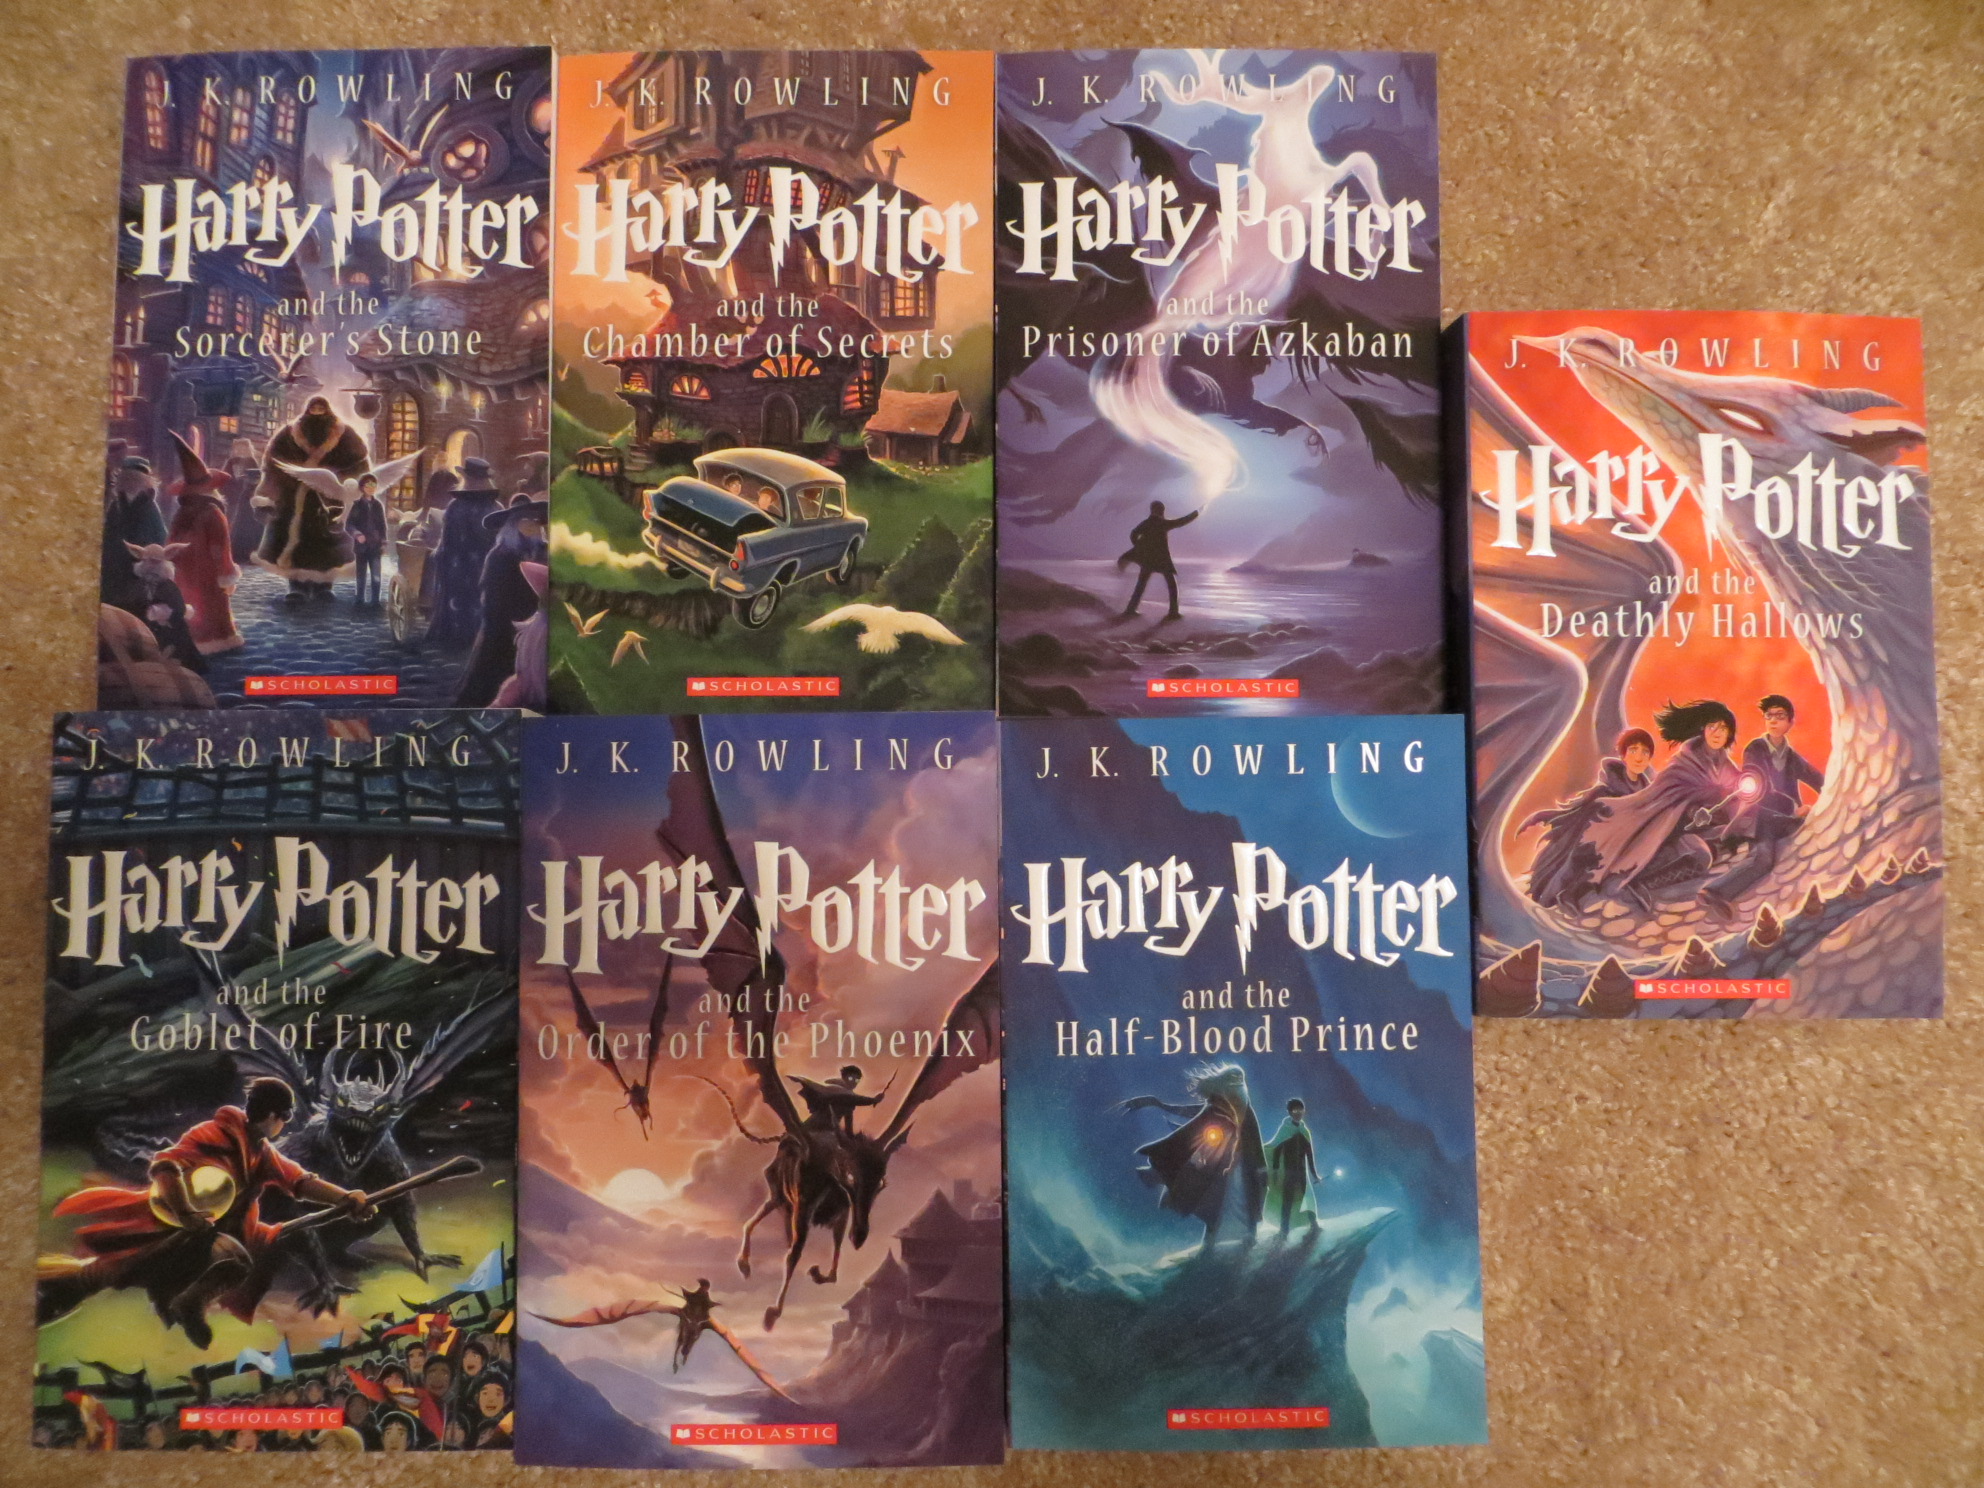 J. K. ROWLING
Harry Potter
and the
Sorcerer's Stone
SCHOLASTIC
J. K. ROWLING
Harry Potter
and the
Chamber of Secrets
SCHOLASTIC
J. K. ROWLING
Harry Potter
and the
Prisoner of Azkaban
SCHOLASTIC
J. K. ROWLING
Harry Potter
and the
Deathly Hallows
SCHOLASTIC
J. K. ROWLING
Harry Potter
and the
Goblet of Fire
SCHOLASTIC
J. K. ROWLING
Harry Potter
and the
Order of the Phoenix
SCHOLASTIC
J. K. ROWLING
Harry Potter
and the
Half-Blood Prince
SCHOLASTIC